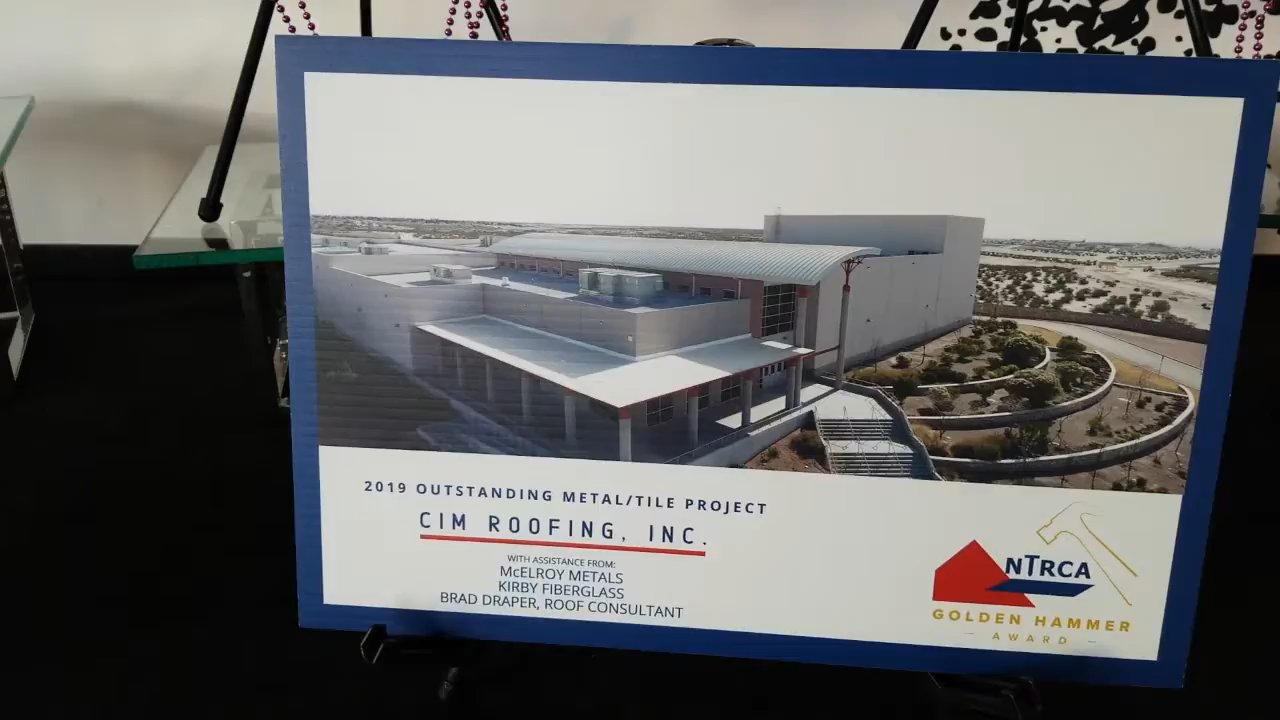 2019 OUTSTANDING METAL/TILE PROJECT
CIM ROOFING, INC.
WITH ASSISTANCE FROM:
McELROY METALS
KIRBY FIBERGLASS
BRAD DRAPER, ROOF CONSULTANT
NTRCA
GOLDEN HAMMER
- AWARD -